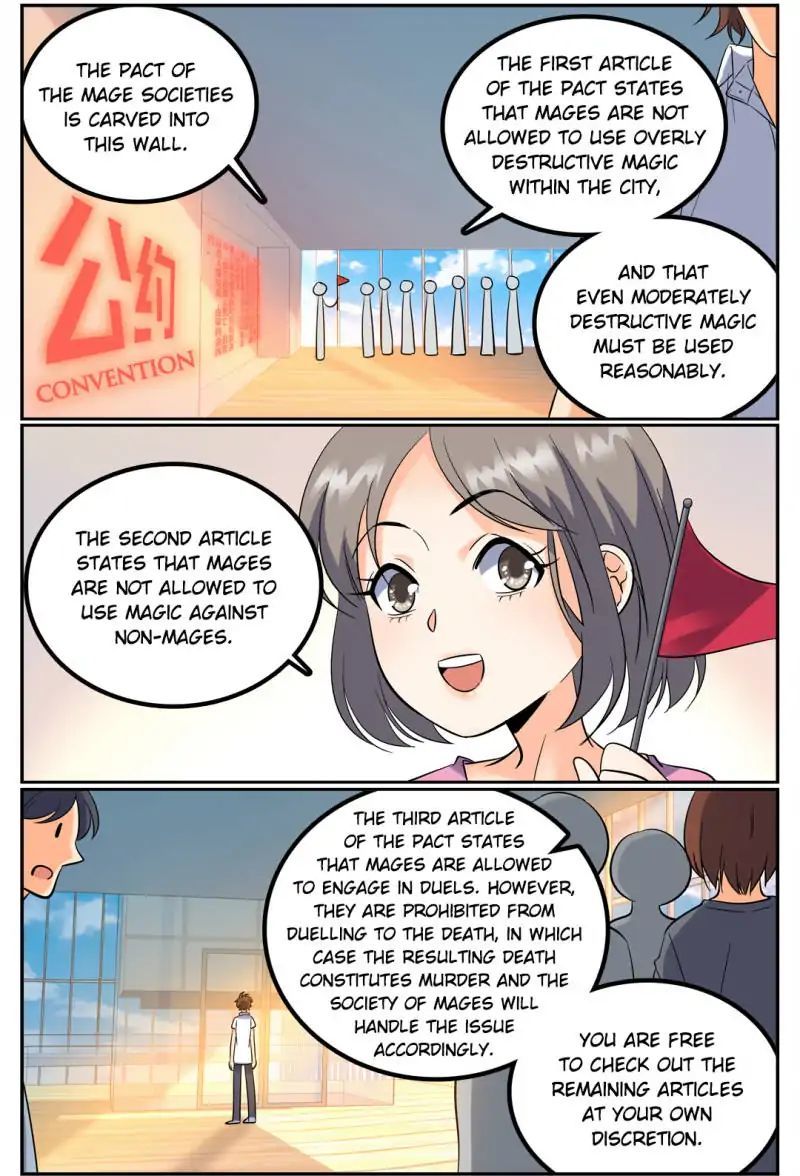 THE PACT OF
THE MAGE SOCIETIES
IS CARVED INTO
THIS WALL.
THE FIRST ARTICLE
OF THE PACT STATES
THAT MAGES ARE NOT
ALLOWED TO USE OVERLY
DESTRUCTIVE MAGIC
WITHIN THE CITY,
AND THAT
EVEN MODERATELY
DESTRUCTIVE MAGIC
MUST BE USED
REASONABLY.
公约
CONVENTION
THE SECOND ARTICLE
STATES THAT MAGES
ARE NOT ALLOWED TO
USE MAGIC AGAINST
NON-MAGES.
THE THIRD ARTICLE
OF THE PACT STATES
THAT MAGES ARE ALLOWED
TO ENGAGE IN DUELS. HOWEVER,
THEY ARE PROHIBITED FROM
DUELLING TO THE DEATH, IN WHICH
CASE THE RESULTING DEATH
CONSTITUTES MURDER AND THE
SOCIETY OF MAGES WILL
HANDLE THE ISSUE
ACCORDINGLY.
YOU ARE FREE
TO CHECK OUT THE
REMAINING ARTICLES
AT YOUR OWN
DISCRETION.